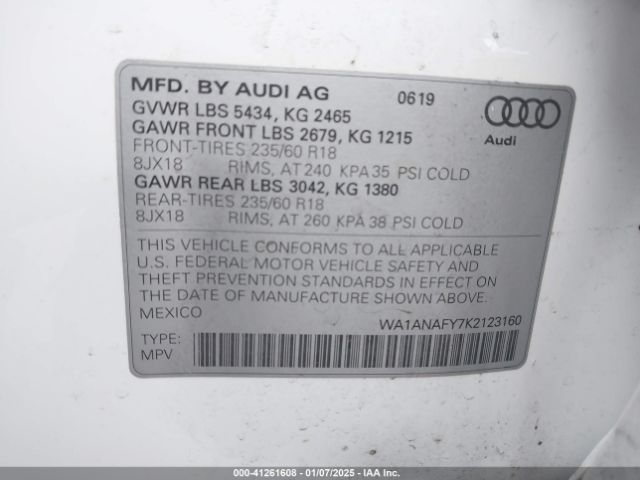 MFD. BY AUDI AG 0619
GVWR LBS 5434, KG 2465
GAWR FRONT LBS 2679, KG 1215
FRONT-TIRES 235/60 R18
8JX18 RIMS, AT 240 KPA 35 PSI COLD
GAWR REAR LBS 3042, KG 1380
REAR-TIRES 235/60 R18
8JX18 RIMS, AT 260 KPA 38 PSI COLD
Audi
THIS VEHICLE CONFORMS TO ALL APPLICABLE
U.S. FEDERAL MOTOR VEHICLE SAFETY AND
THEFT PREVENTION STANDARDS IN EFFECT ON
THE DATE OF MANUFACTURE SHOWN ABOVE.
MEXICO WA1ANAFY7K2123160
TYPE:
MPV
000-41261608 - 01/07/2025 - IAAI.COM